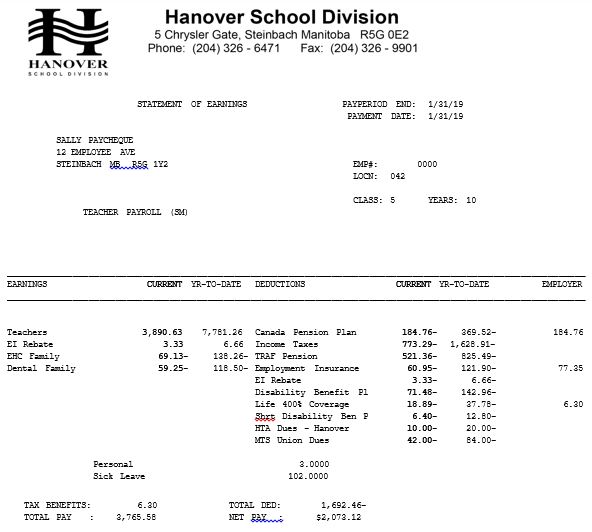 Hanover School Division
5 Chrysler Gate, Steinbach Manitoba R5G 0E2
Phone: (204) 326 - 6471 Fax: (204) 326 - 9901
HANOVER
SCHOOL DIVISION
STATEMENT OF EARNINGS PAYPERIOD END: 1/31/19
PAYMENT DATE: 1/31/19
SALLY PAYCHEQUE
12 EMPLOYEE AVE
STEINBACH MB R5G 1Y2 EMP#: 0000
LOCN: 042
CLASS: 5 YEARS: 10
TEACHER PAYROLL (SM)
EARNINGS CURRENT YR-TO-DATE DEDUCTIONS CURRENT YR-TO-DATE EMPLOYER
Teachers 3,890.63 7,781.26 Canada Pension Plan 184.76- 369.52- 184.76
EI Rebate 3.33 6.66 Income Taxes 773.29- 1,628.91-
EHC Family 69.13- 138.26- TRAF Pension 521.36- 825.49-
Dental Family 59.25- 118.50- Employment Insurance 60.95- 121.90- 77.35
EI Rebate 3.33- 6.66-
Disability Benefit Pl 71.48- 142.96-
Life 400% Coverage 18.89- 37.78- 6.30
Shrt Disability Ben P 6.40- 12.80-
HTA Dues - Hanover 10.00- 20.00-
MTS Union Dues 42.00- 84.00-
Personal 3.0000
Sick Leave 102.0000
TAX BENEFITS: 6.30 TOTAL DED: 1,692.46-
TOTAL PAY : 3,765.58 NET PAY : $2,073.12